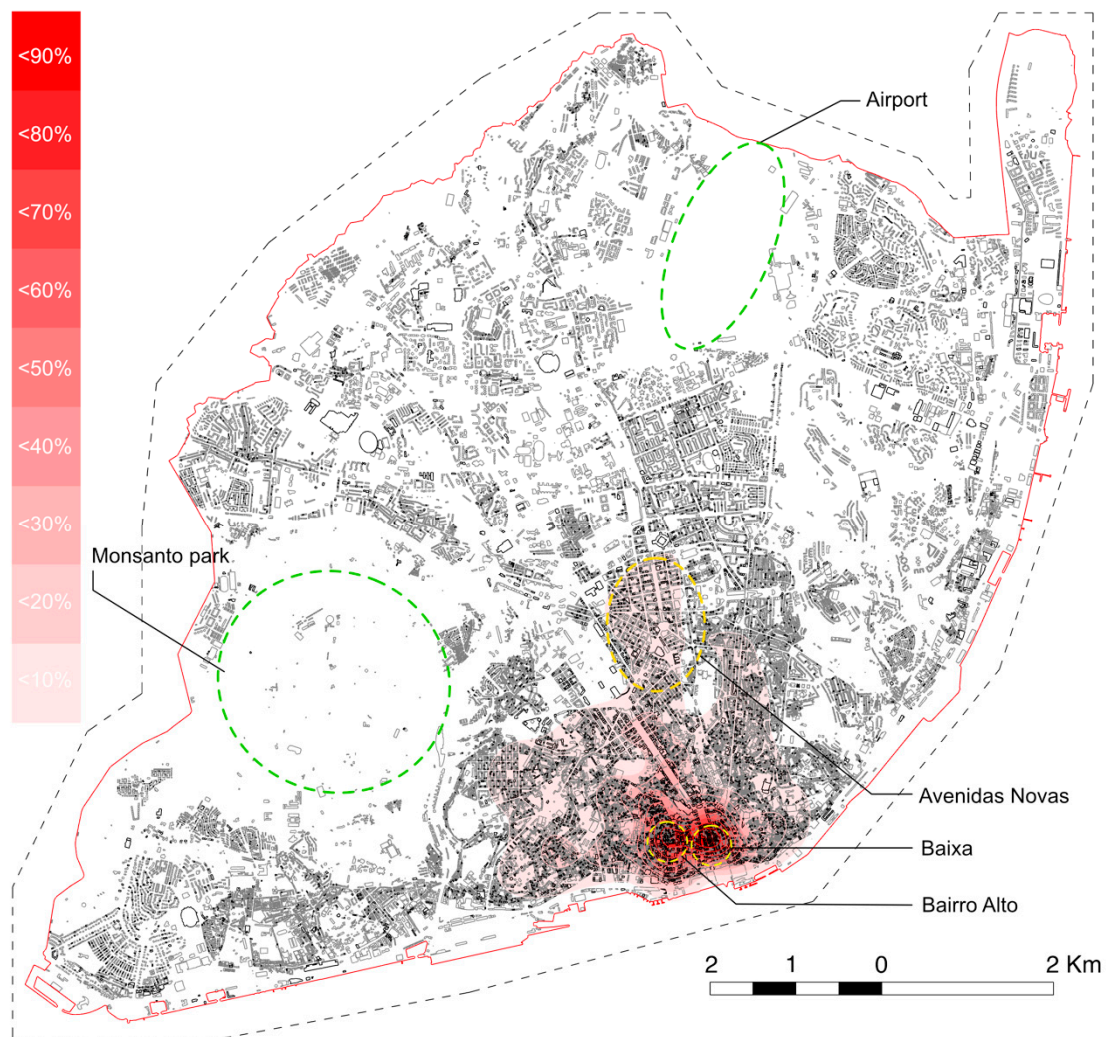 <90%
<80%
<70%
<60%
<50%
<40%
<30%
<20%
<10%
Airport
Monsanto park
Avenidas Novas
Baixa
Bairro Alto
2 1 0 2 Km